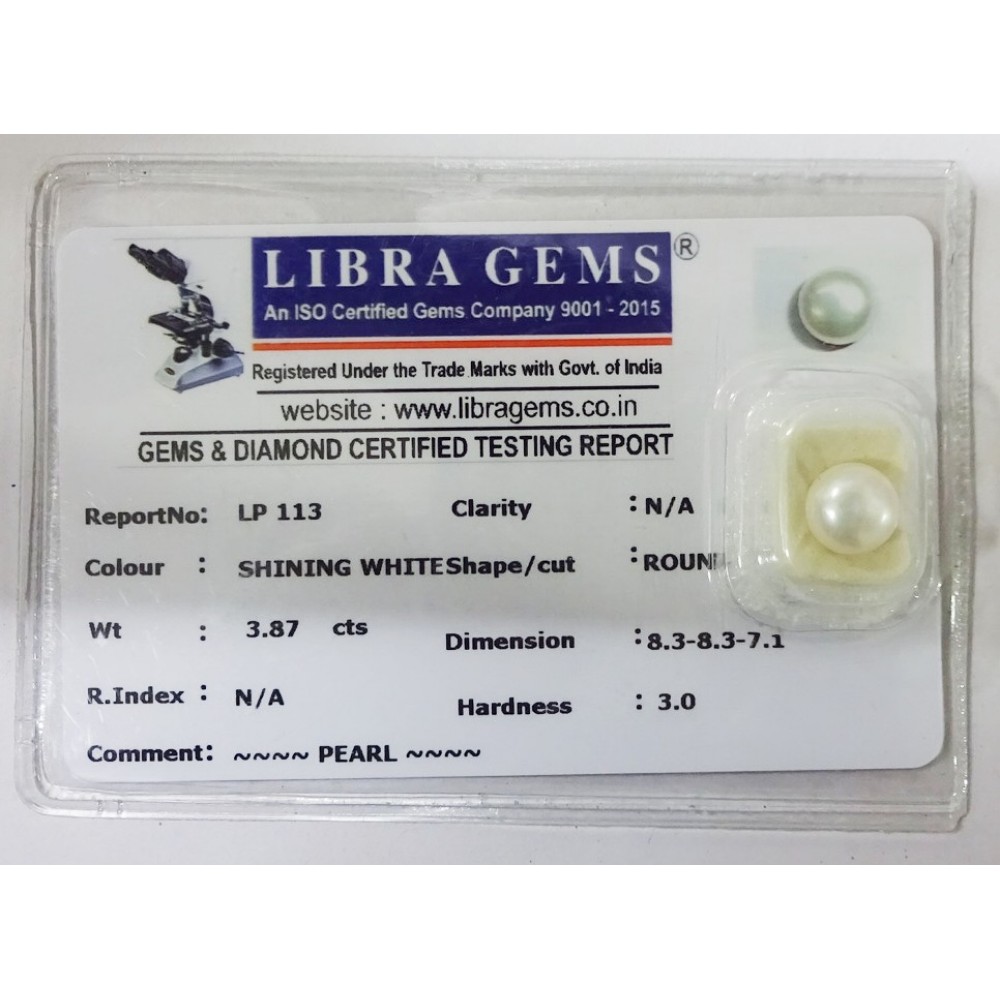 LIBRA GEMS ®
An ISO Certified Gems Company 9001 - 2015
Registered Under the Trade Marks with Govt. of India
website : www.libragems.co.in
GEMS & DIAMOND CERTIFIED TESTING REPORT
ReportNo: LP 113 Clarity : N/A
Colour : SHINING WHITE Shape/cut : ROUN
Wt : 3.87 cts Dimension : 8.3-8.3-7.1
R.Index : N/A Hardness : 3.0
Comment: ~~~~ PEARL ~~~~